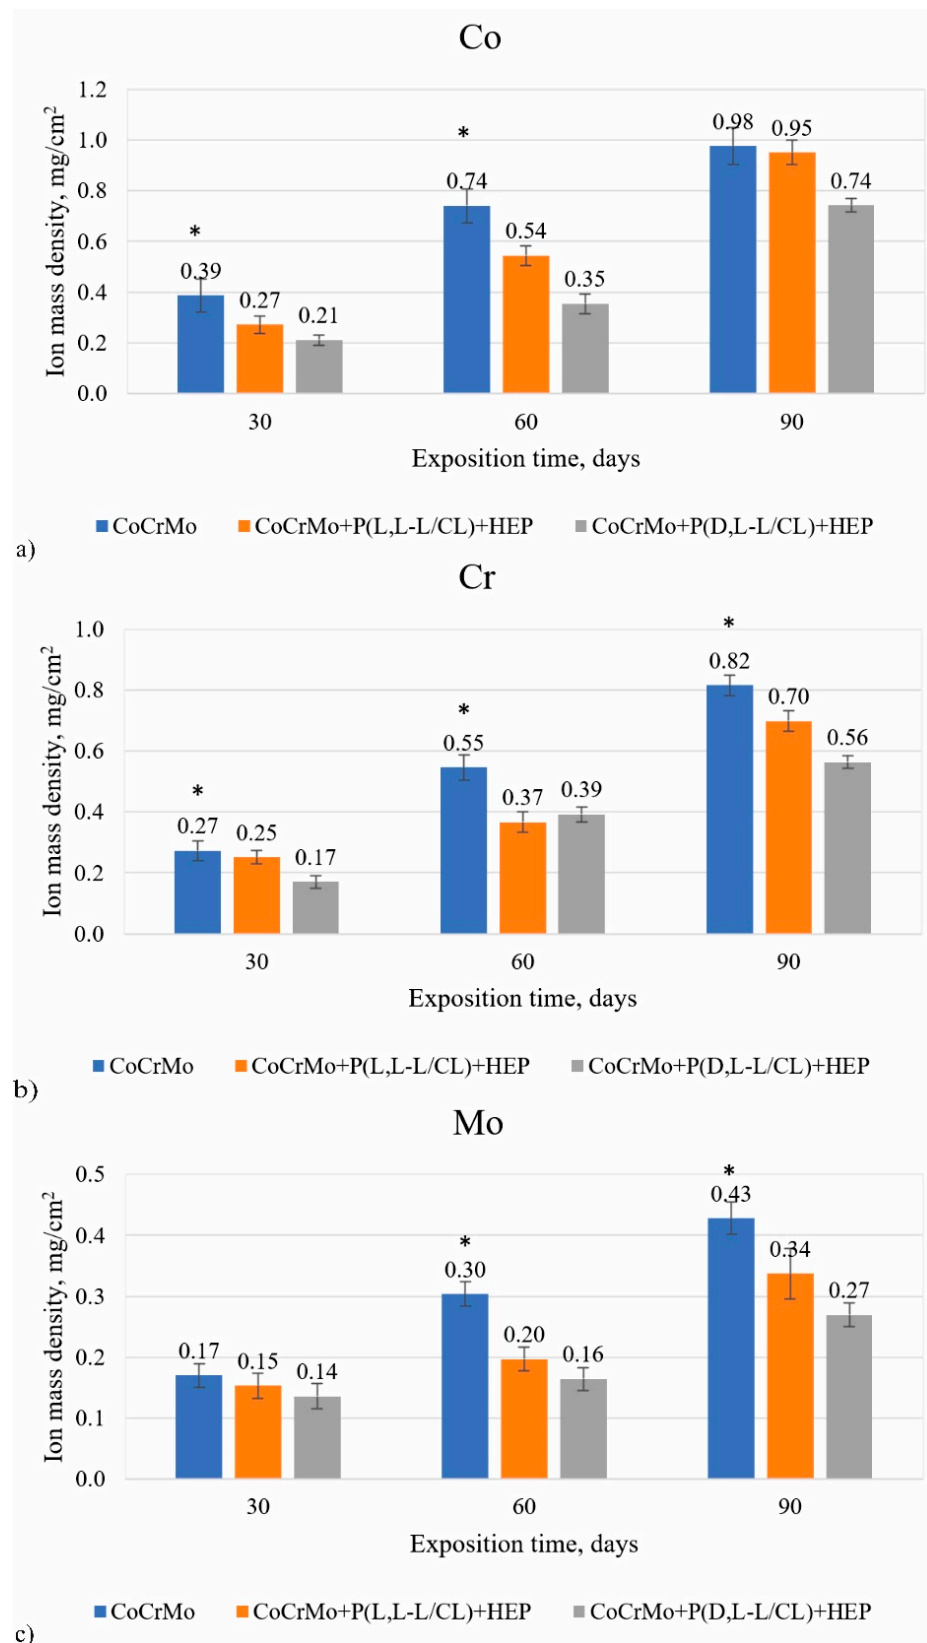 Co
Ion mass density, mg/cm²
1.2
1.0
0.8
0.6
0.4
0.2
0.0
*
0.39
0.27
0.21
*
0.74
0.54
0.35
0.98
0.95
0.74
30 60 90
Exposition time, days
CoCrMo CoCrMo+P(L,L-L/CL)+HEP CoCrMo+P(D,L-L/CL)+HEP
a)
Cr
Ion mass density, mg/cm²
1.0
0.8
0.6
0.4
0.2
0.0
*
0.27
0.25
0.17
*
0.55
0.37
0.39
*
0.82
0.70
0.56
30 60 90
Exposition time, days
CoCrMo CoCrMo+P(L,L-L/CL)+HEP CoCrMo+P(D,L-L/CL)+HEP
b)
Mo
Ion mass density, mg/cm²
0.5
0.4
0.3
0.2
0.1
0.0
0.17
0.15
0.14
*
0.30
0.20
0.16
*
0.43
0.34
0.27
30 60 90
Exposition time, days
CoCrMo CoCrMo+P(L,L-L/CL)+HEP CoCrMo+P(D,L-L/CL)+HEP
c)